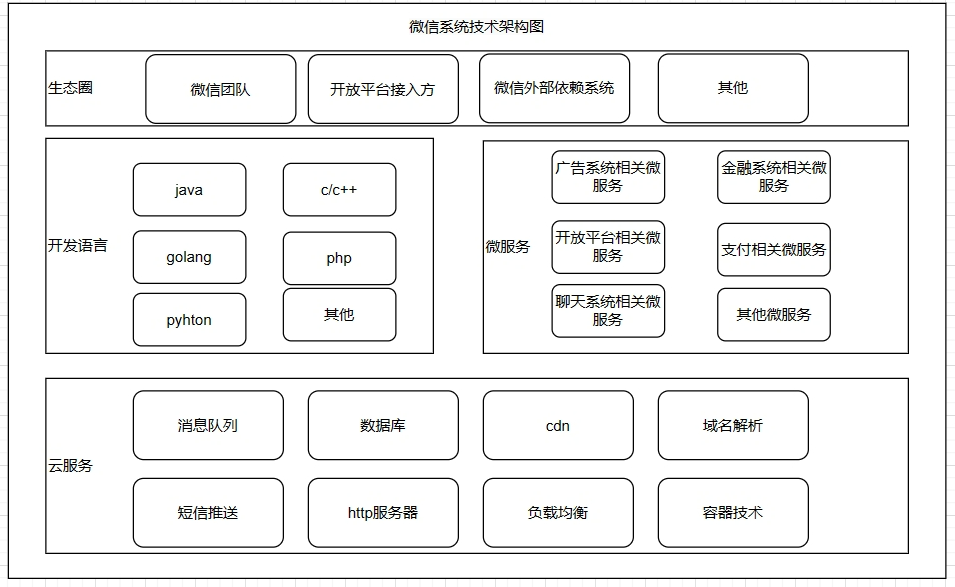 微信系统技术架构图
生态圈
微信团队
开放平台接入方
微信外部依赖系统
其他
开发语言
java
c/c++
golang
php
pyhton
其他
微服务
广告系统相关微
服务
金融系统相关微
服务
开放平台相关微
服务
支付相关微服务
聊天系统相关微
服务
其他微服务
云服务
消息队列
数据库
cdn
域名解析
短信推送
http服务器
负载均衡
容器技术